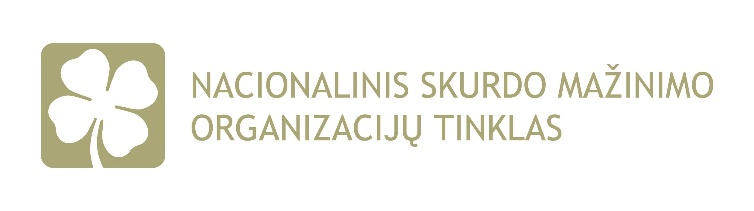 NACIONALINIS SKURDO MAŽINIMO
ORGANIZACIJŲ TINKLAS